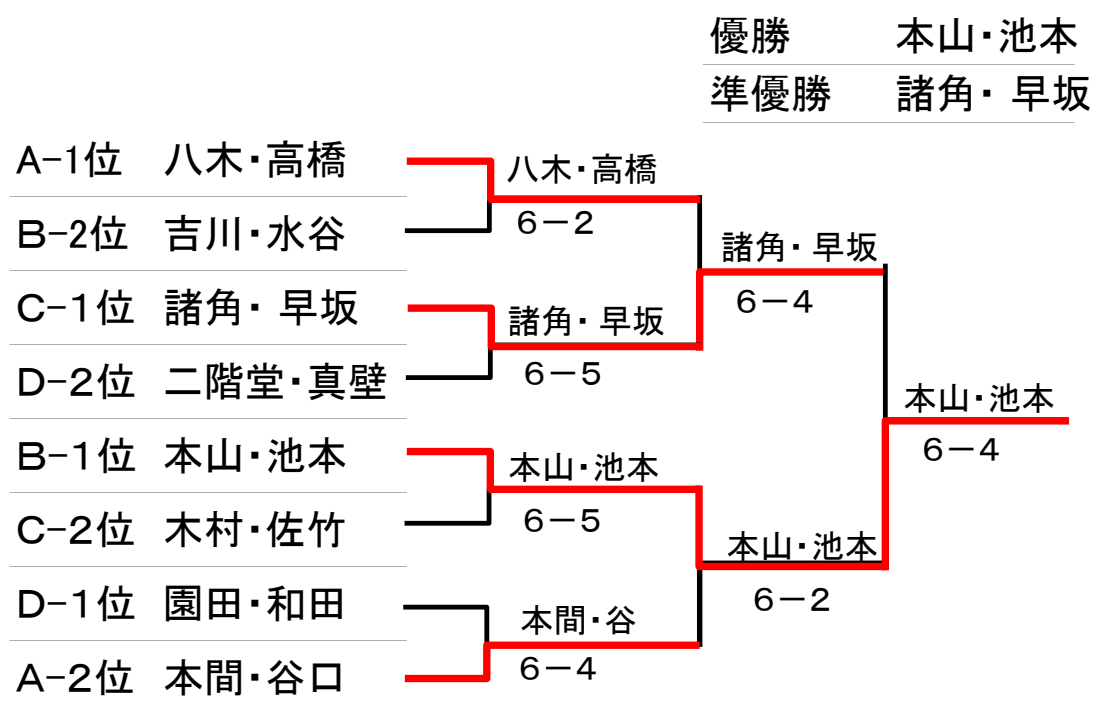 優勝 本山・池本
準優勝 諸角・早坂
A-1位 八木・高橋
B-2位 吉川・水谷
C-1位 諸角・早坂
D-2位 二階堂・真壁
B-1位 本山・池本
C-2位 木村・佐竹
D-1位 園田・和田
A-2位 本間・谷口
八木・高橋
6-2
諸角・早坂
6-5
本山・池本
6-5
本間・谷
6-4
諸角・早坂
6-4
本山・池本
6-2
本山・池本
6-4